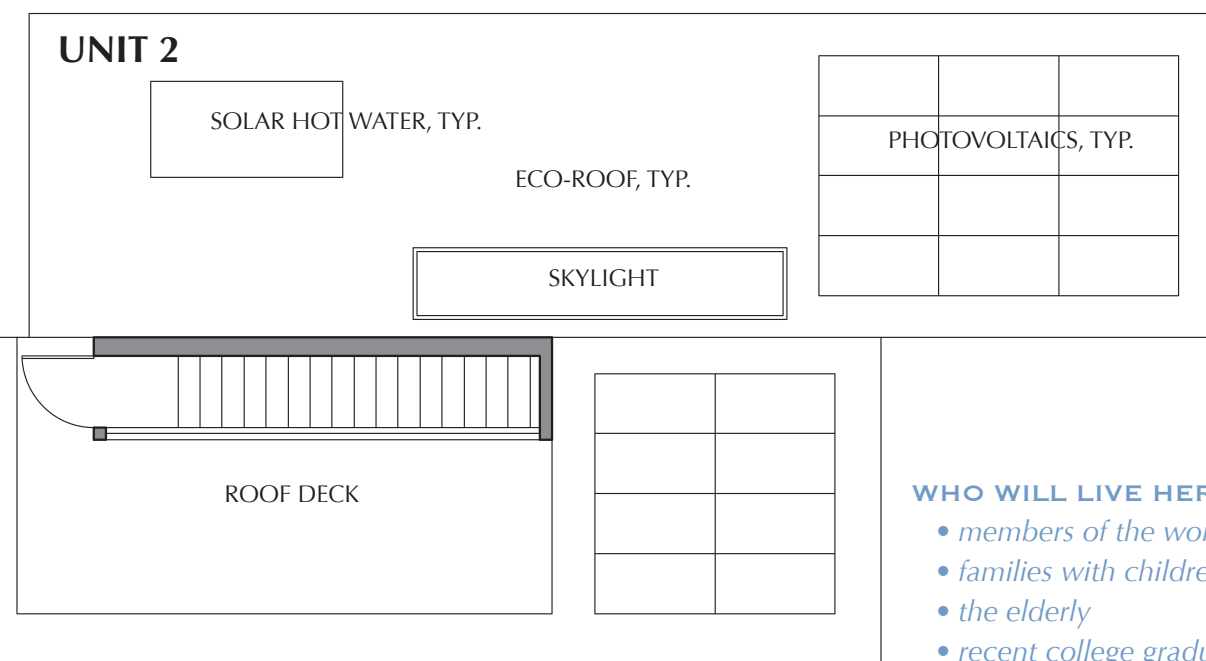 UNIT 2
SOLAR HOT WATER, TYP.
PHOTOVOLTAICS, TYP.
ECO-ROOF, TYP.
SKYLIGHT
ROOF DECK
WHO WILL LIVE
• members of the
• families with
• the elderly
• recent college